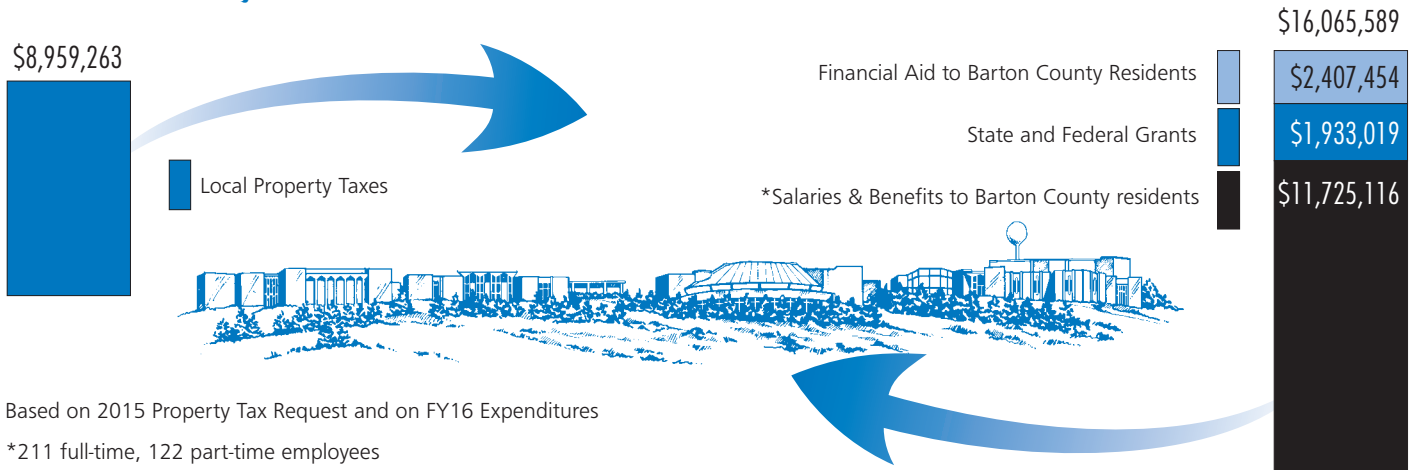 $8,959,263
Local Property Taxes
$16,065,589
Financial Aid to Barton County Residents
$2,407,454
State and Federal Grants
$1,933,019
*Salaries & Benefits to Barton County residents
$11,725,116
Based on 2015 Property Tax Request and on FY16 Expenditures
*211 full-time, 122 part-time employees